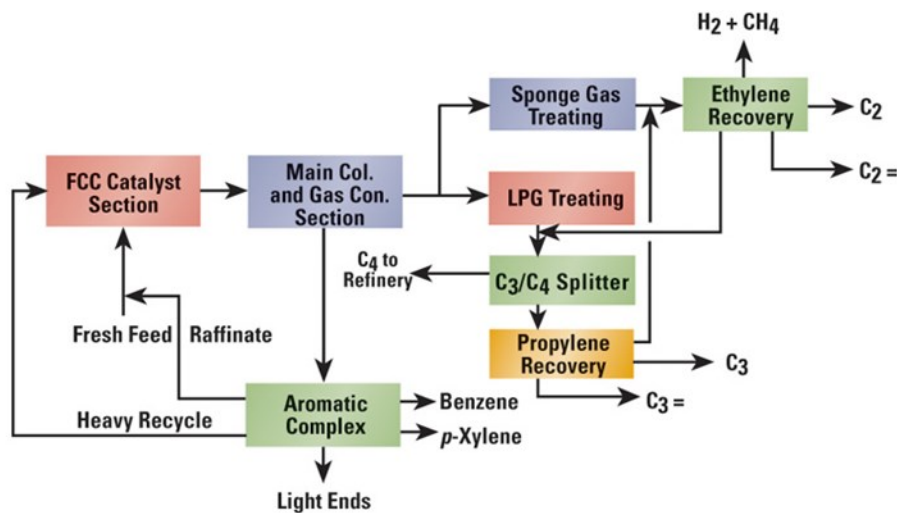 H2 + CH4
Sponge Gas
Treating
Ethylene
Recovery
C2
C2 =
FCC Catalyst
Section
Main Col.
and Gas Con.
Section
LPG Treating
C4 to
Refinery
C3/C4 Splitter
Fresh Feed
Raffinate
Propylene
Recovery
C3
C3 =
Heavy Recycle
Aromatic
Complex
Benzene
p-Xylene
Light Ends